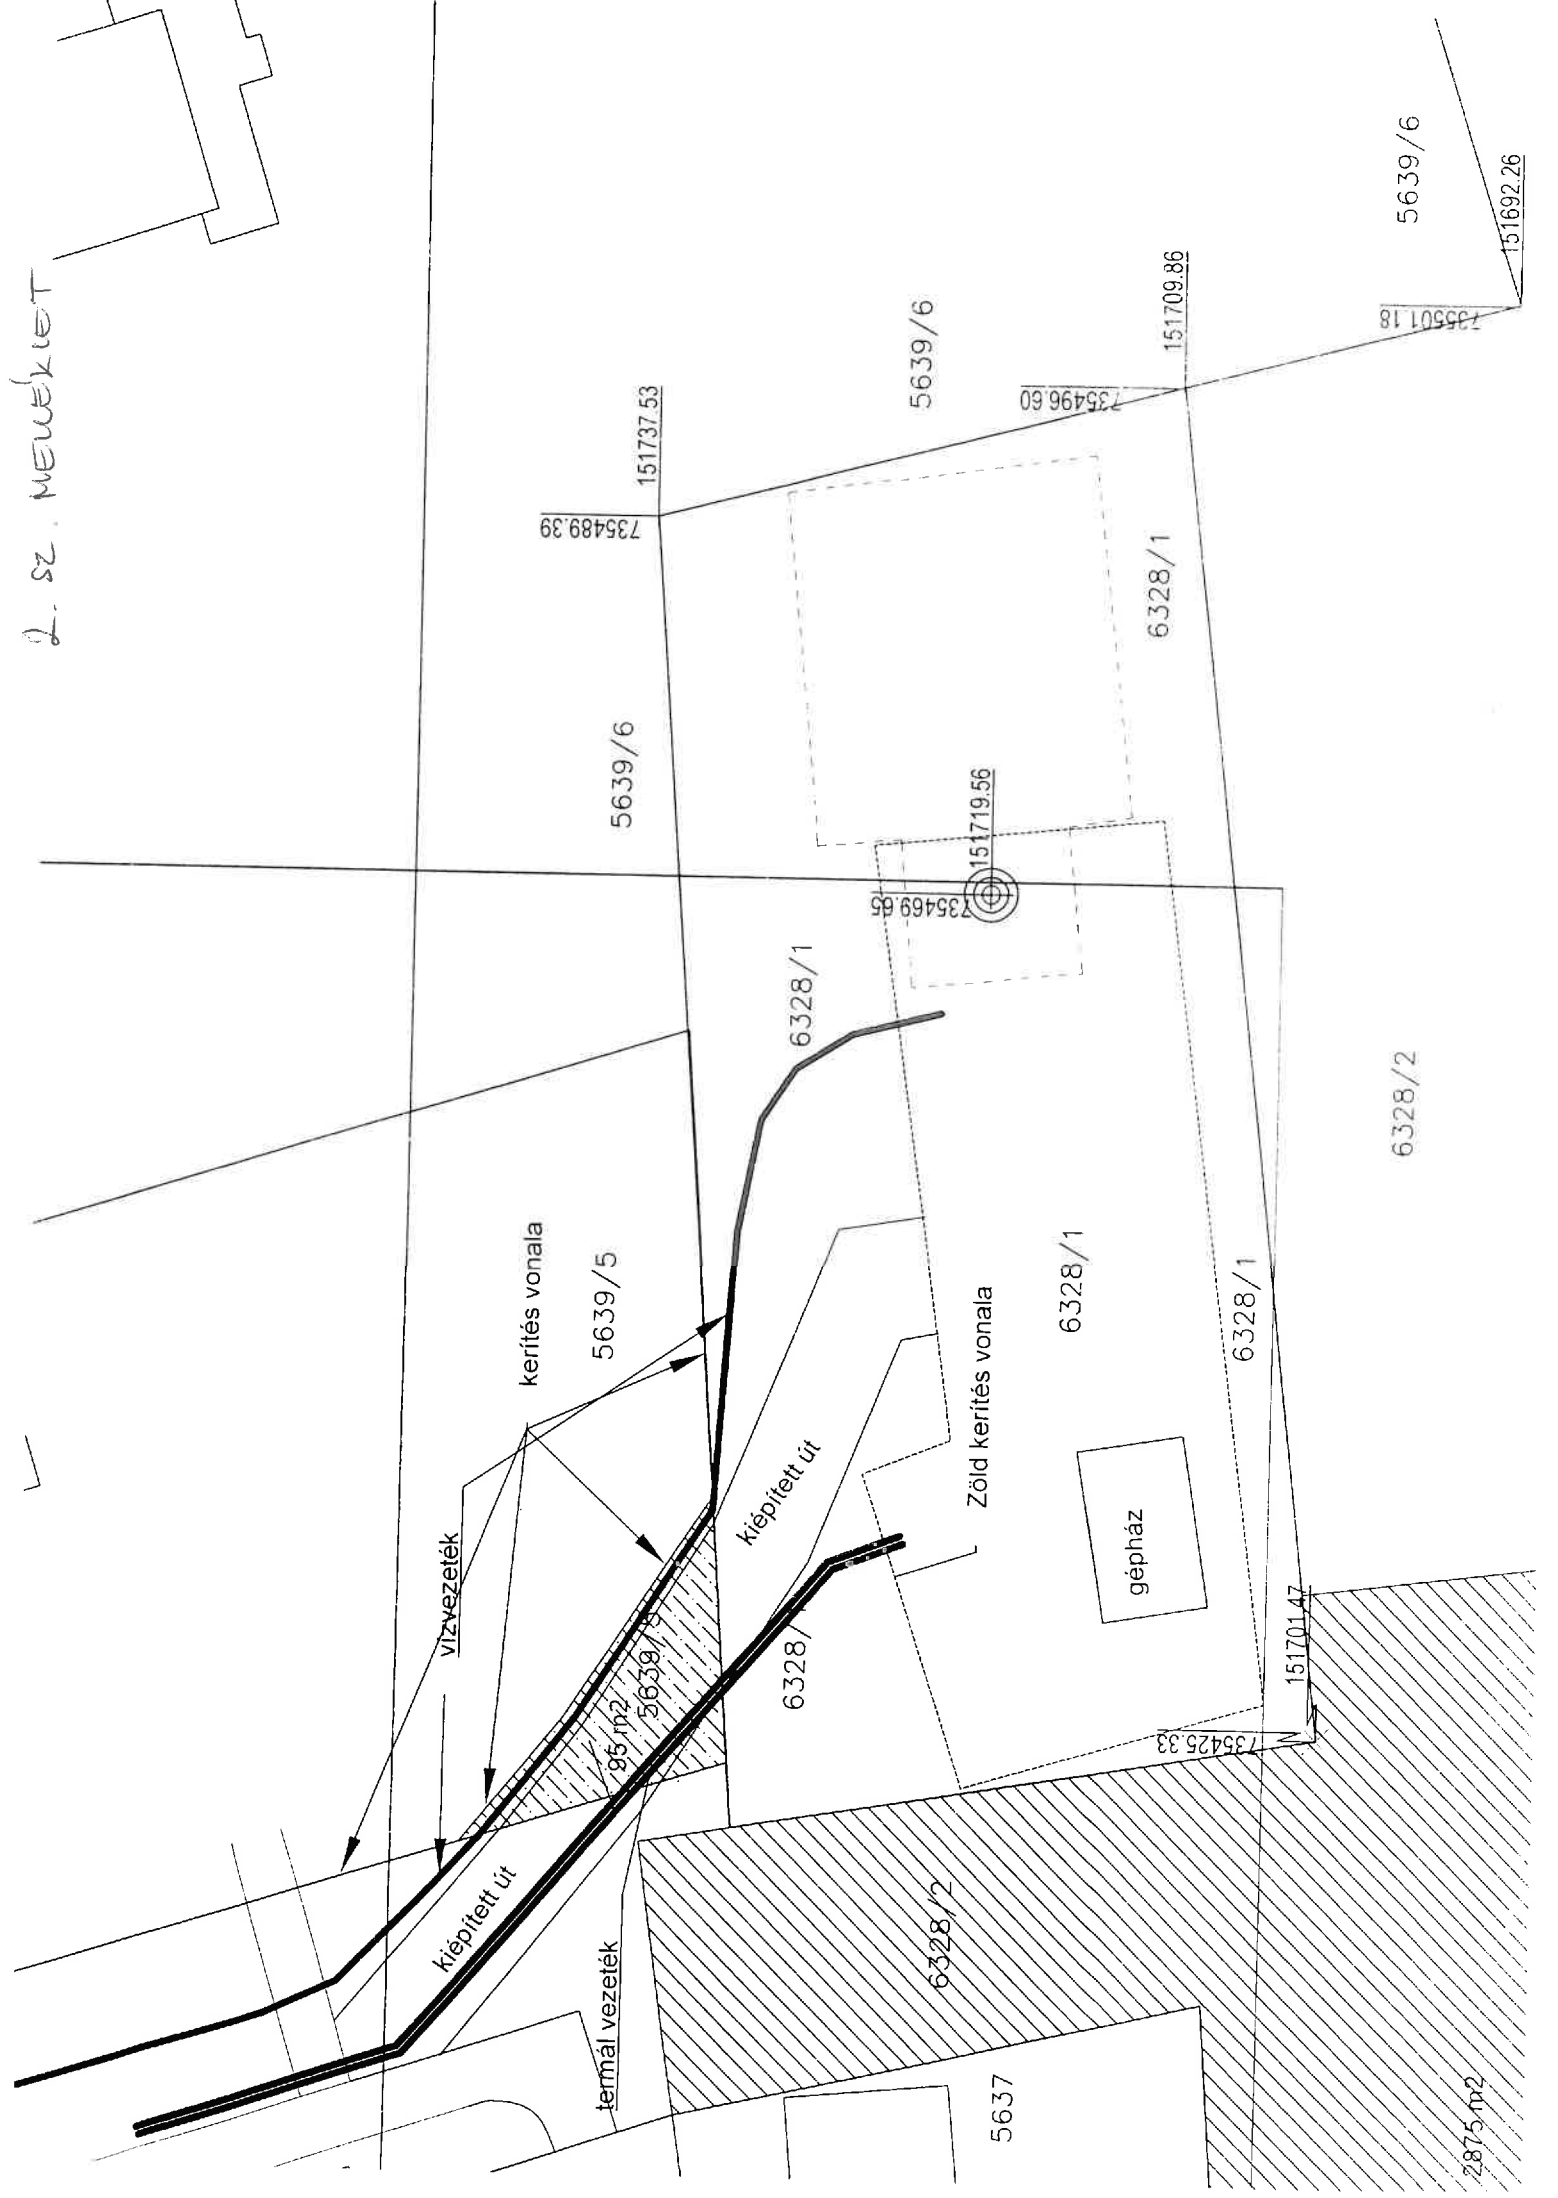 2. SZ. MELLÉKLET
5639/6
151692.26
735501.18
151709.86
735496.60
5639/6
151737.53
735489.39
6328/1
5639/6
151719.56
735469.65
6328/1
6328/2
kerítés vonala
5639/5
6328/1
6328/1
Zöld kerítés vonala
kiépített út
vízvezeték
gépház
151701.47
735425.33
95 m2
5639/5
6328/
kiépített út
termál vezeték
6328/2
5637
2875 m2